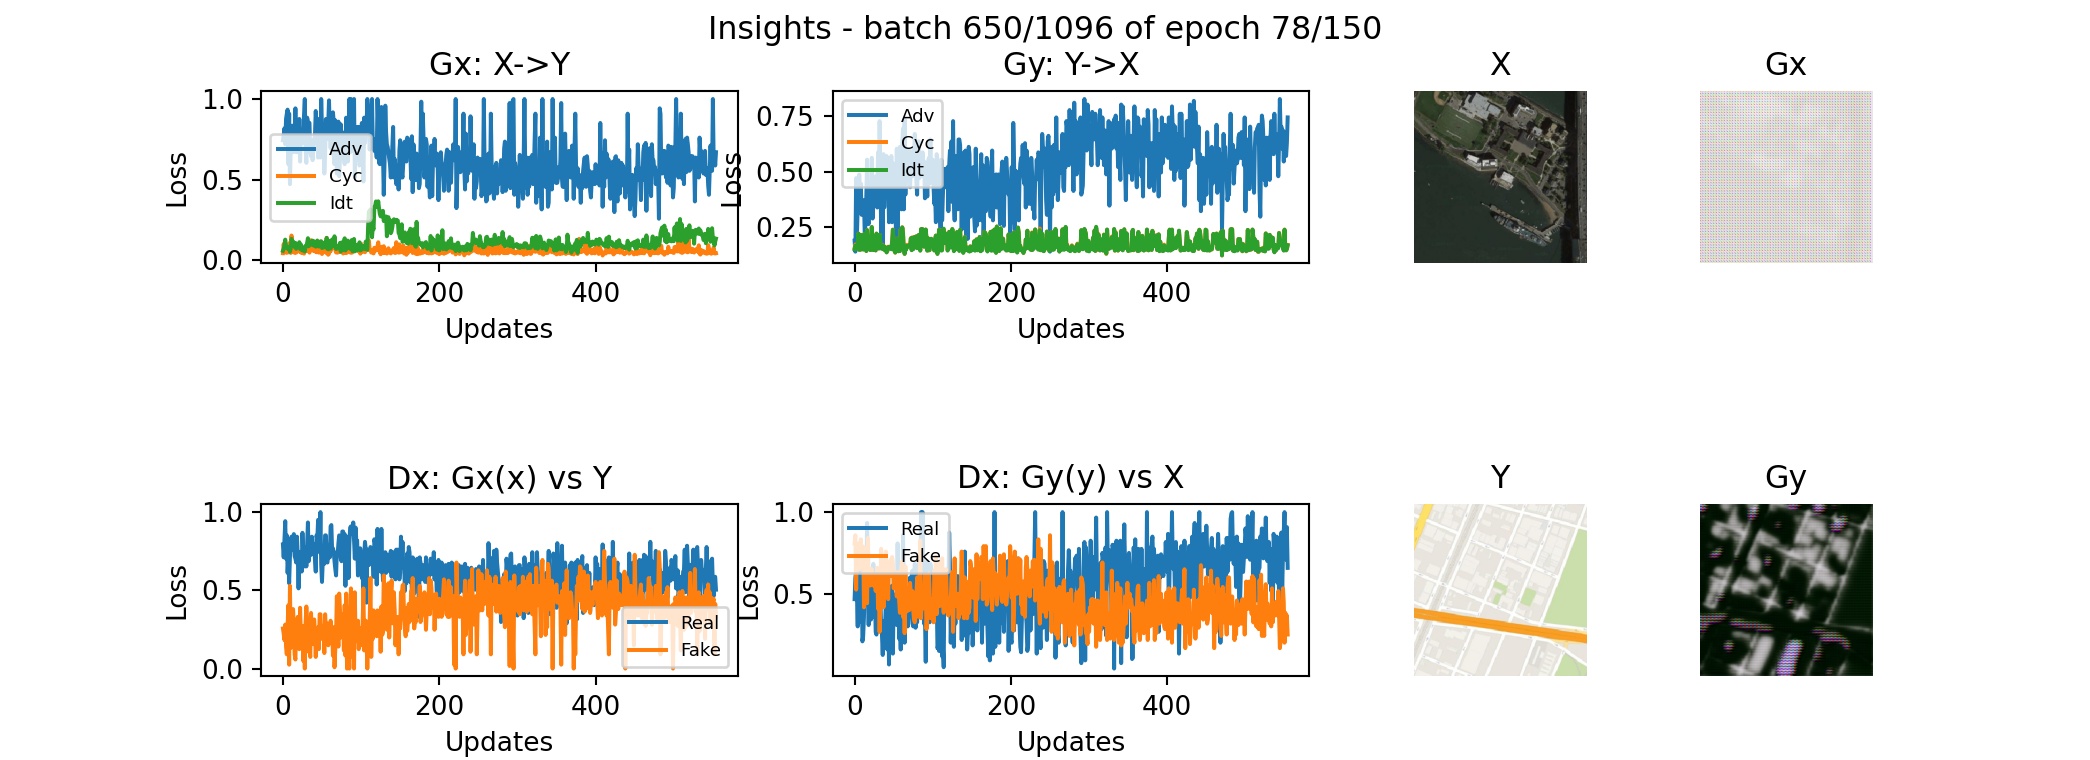 Insights - batch 650/1096 of epoch 78/150
Gx: X->Y
1.0
0.5
0.0
Loss
Adv
Cyc
Idt
0
200
400
Updates
Gy: Y->X
0.75
0.50
0.25
Loss
Adv
Cyc
Idt
0
200
400
Updates
X
Gx
Dx: Gx(x) vs Y
1.0
0.5
0.0
Loss
Real
Fake
0
200
400
Updates
Dx: Gy(y) vs X
1.0
0.5
Loss
Real
Fake
0
200
400
Updates
Y
Gy